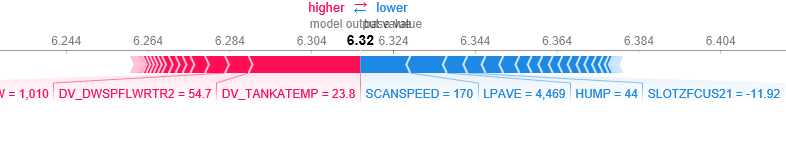 higher ⇄ lower
model output value base value
6.244 6.264 6.284 6.304 6.32 6.324 6.344 6.364 6.384 6.404
= 1,010 DV_DWSPFLWRTR2 = 54.7 DV_TANKATEMP = 23.8 SCANSPEED = 170 LPAVE = 4,469 HUMP = 44 SLOTZFCUS21 = -11.92